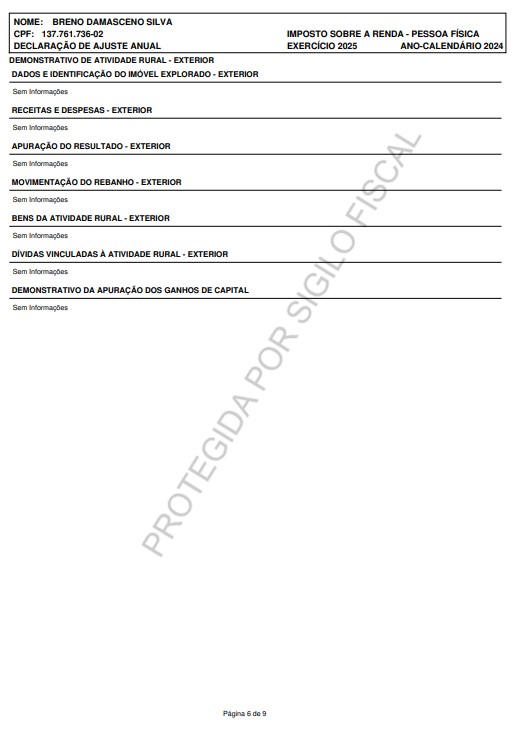 NOME: BRENO DAMASCENO SILVA
CPF: 137.761.736-02 IMPOSTO SOBRE A RENDA - PESSOA FÍSICA
DECLARAÇÃO DE AJUSTE ANUAL EXERCÍCIO 2025 ANO-CALENDÁRIO 2024
DEMONSTRATIVO DE ATIVIDADE RURAL - EXTERIOR
DADOS E IDENTIFICAÇÃO DO IMÓVEL EXPLORADO - EXTERIOR
Sem Informações
RECEITAS E DESPESAS - EXTERIOR
Sem Informações
APURAÇÃO DO RESULTADO - EXTERIOR
Sem Informações
MOVIMENTAÇÃO DO REBANHO - EXTERIOR
Sem Informações
BENS DA ATIVIDADE RURAL - EXTERIOR
Sem Informações
DÍVIDAS VINCULADAS À ATIVIDADE RURAL - EXTERIOR
Sem Informações
DEMONSTRATIVO DA APURAÇÃO DOS GANHOS DE CAPITAL
Sem Informações
PROTEGIDA POR SIGILO FISCAL
Página 6 de 9